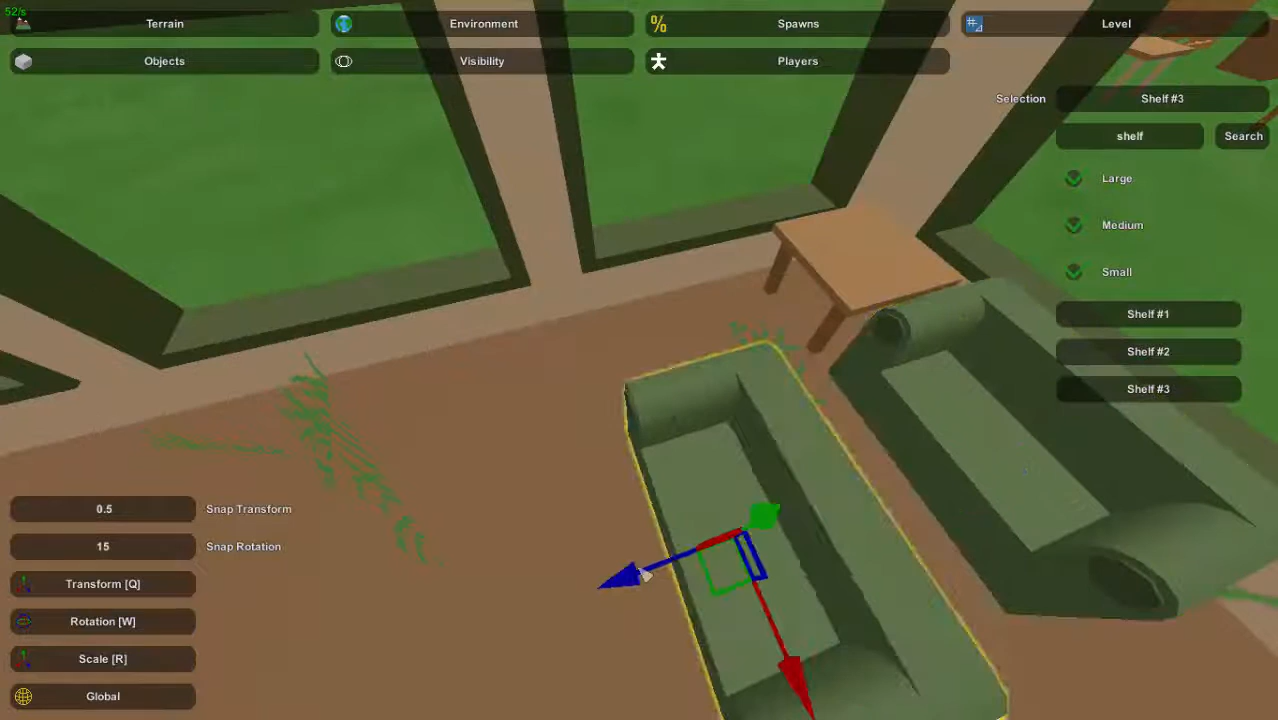 52/s
Terrain
Environment
Spawns
Level
Objects
Visibility
Players
Selection
Shelf #3
shelf
Search
Large
Medium
Small
Shelf #1
Shelf #2
Shelf #3
0.5
Snap Transform
15
Snap Rotation
Transform [Q]
Rotation [W]
Scale [R]
Global